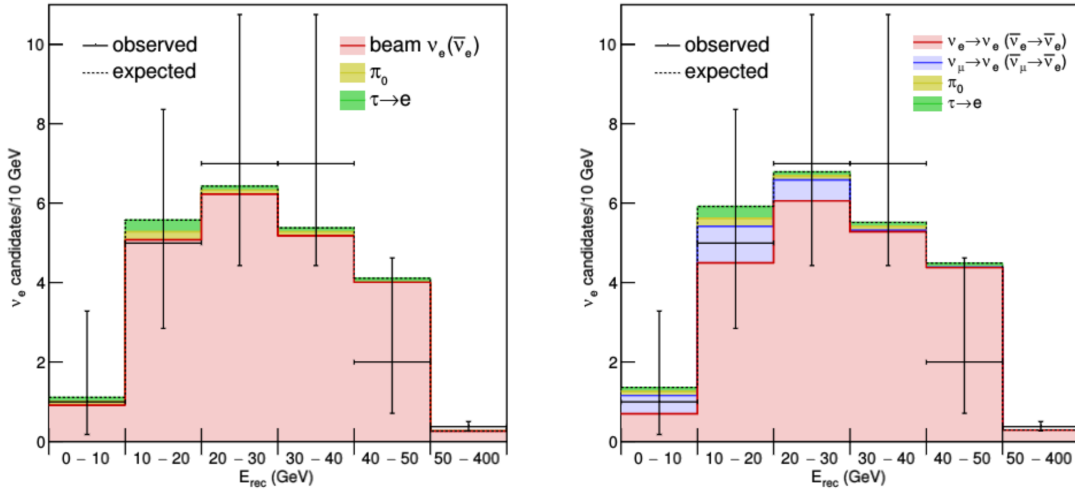 10
8
6
4
2
0
νe candidates/10 GeV
observed
expected
beam νe(ν̅e)
π0
τ→e
0 − 10
10 − 20
20 − 30
30 − 40
40 − 50
50 − 400
Erec (GeV)
10
8
6
4
2
0
νe candidates/10 GeV
observed
expected
νe→νe (ν̅e→ν̅e)
νμ→νe (ν̅μ→ν̅e)
π0
τ→e
0 − 10
10 − 20
20 − 30
30 − 40
40 − 50
50 − 400
Erec (GeV)